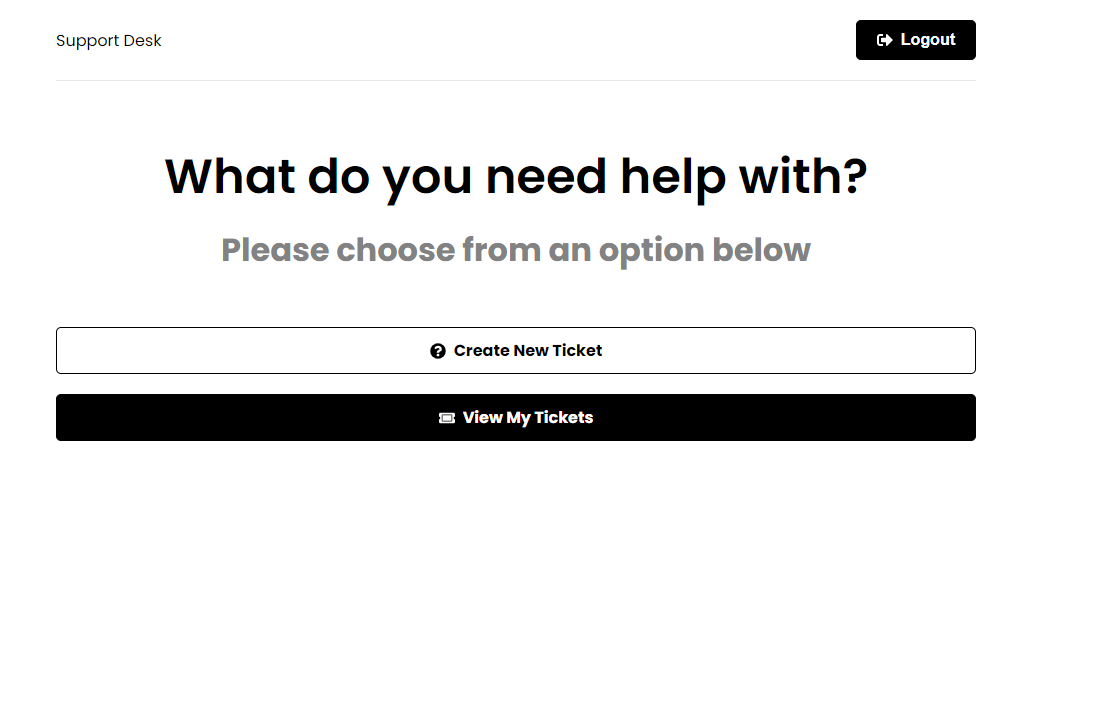 Support Desk
Logout
What do you need help with?
Please choose from an option below
Create New Ticket
View My Tickets